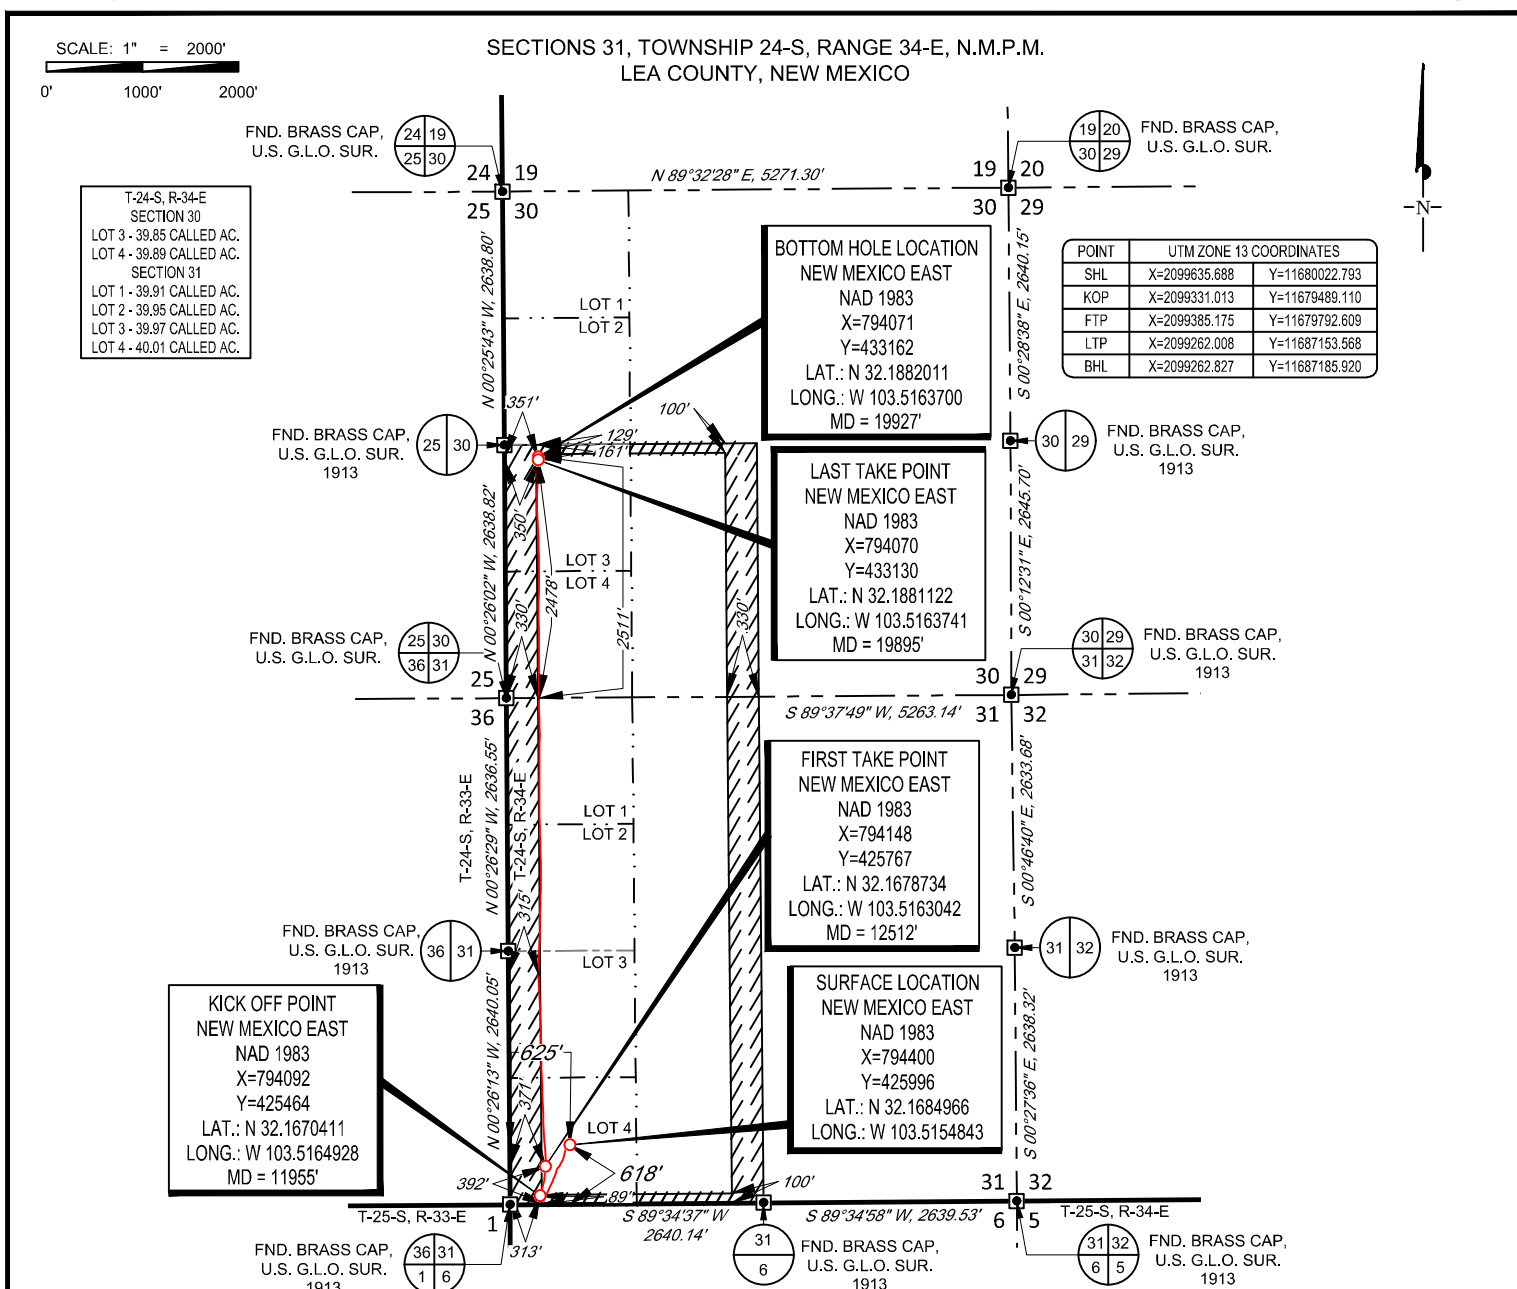 SCALE: 1" = 2000'
0' 1000' 2000'
SECTIONS 31, TOWNSHIP 24-S, RANGE 34-E, N.M.P.M.
LEA COUNTY, NEW MEXICO
FND. BRASS CAP,
U.S. G.L.O. SUR.
24 19
25 30
19 20
30 29
FND. BRASS CAP,
U.S. G.L.O. SUR.
-N-
24 19
25 30
N 89°32'28" E, 5271.30'
19 20
30 29
T-24-S, R-34-E
SECTION 30
LOT 3 - 39.85 CALLED AC.
LOT 4 - 39.89 CALLED AC.
SECTION 31
LOT 1 - 39.91 CALLED AC.
LOT 2 - 39.95 CALLED AC.
LOT 3 - 39.97 CALLED AC.
LOT 4 - 40.01 CALLED AC.
N 00°25'43" W, 2638.80'
LOT 1
LOT 2
BOTTOM HOLE LOCATION
NEW MEXICO EAST
NAD 1983
X=794071
Y=433162
LAT.: N 32.1882011
LONG.: W 103.5163700
MD = 19927'
S 00°28'38" E, 2640.15'
POINT UTM ZONE 13 COORDINATES
SHL X=2099635.688 Y=11680022.793
KOP X=2099331.013 Y=11679489.110
FTP X=2099385.175 Y=11679792.609
LTP X=2099262.008 Y=11687153.568
BHL X=2099262.827 Y=11687185.920
351'
100'
129'
161'
FND. BRASS CAP,
U.S. G.L.O. SUR.
1913
25 30
30 29
FND. BRASS CAP,
U.S. G.L.O. SUR.
1913
N 00°26'02" W, 2638.82'
350'
LOT 3
LOT 4
330'
2478'
2511'
330'
LAST TAKE POINT
NEW MEXICO EAST
NAD 1983
X=794070
Y=433130
LAT.: N 32.1881122
LONG.: W 103.5163741
MD = 19895'
S 00°12'31" E, 2645.70'
FND. BRASS CAP,
U.S. G.L.O. SUR.
25 30
36 31
30 29
31 32
FND. BRASS CAP,
U.S. G.L.O. SUR.
1913
25
36
30 29
31 32
S 89°37'49" W, 5263.14'
T-24-S, R-33-E
N 00°26'29" W, 2636.55'
T-24-S, R-34-E
LOT 1
LOT 2
315'
FIRST TAKE POINT
NEW MEXICO EAST
NAD 1983
X=794148
Y=425767
LAT.: N 32.1678734
LONG.: W 103.5163042
MD = 12512'
S 00°46'40" E, 2633.68'
FND. BRASS CAP,
U.S. G.L.O. SUR.
1913
36 31
LOT 3
31 32
FND. BRASS CAP,
U.S. G.L.O. SUR.
1913
KICK OFF POINT
NEW MEXICO EAST
NAD 1983
X=794092
Y=425464
LAT.: N 32.1670411
LONG.: W 103.5164928
MD = 11955'
N 00°26'13" W, 2640.05'
625'
371'
LOT 4
SURFACE LOCATION
NEW MEXICO EAST
NAD 1983
X=794400
Y=425996
LAT.: N 32.1684966
LONG.: W 103.5154843
S 00°27'36" E, 2638.32'
392'
618'
89'
100'
31 32
6 5
T-25-S, R-33-E
1
313'
S 89°34'37" W
2640.14'
S 89°34'58" W, 2639.53'
T-25-S, R-34-E
FND. BRASS CAP,
U.S. G.L.O. SUR.
1913
36 31
1 6
31
6
FND. BRASS CAP,
U.S. G.L.O. SUR.
1913
31 32
6 5
FND. BRASS CAP,
U.S. G.L.O. SUR.
1913